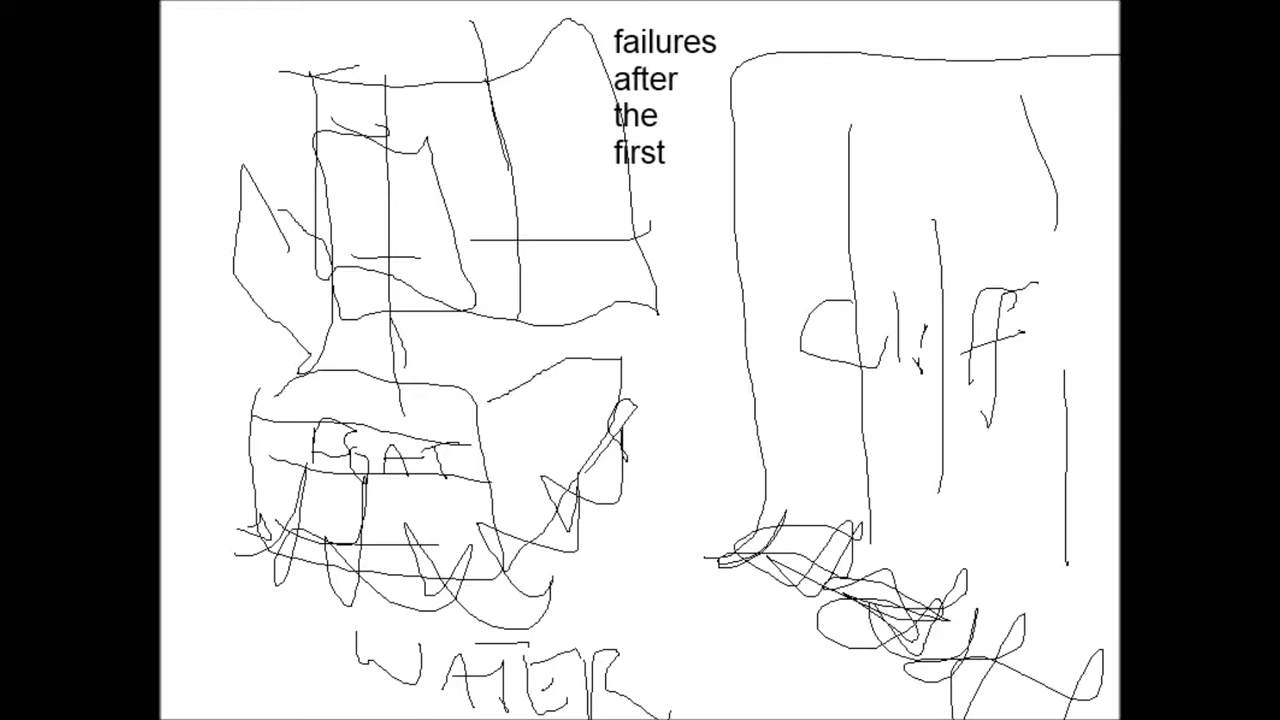 failures
after
the
first
cliff
BOAT
WATER